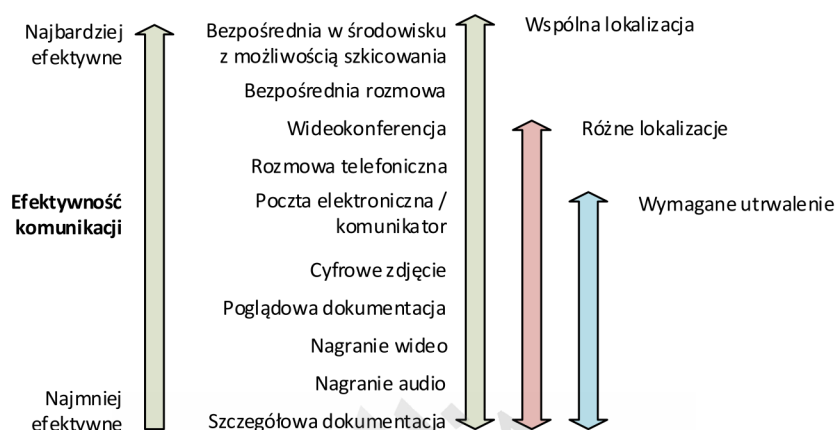 Najbardziej
efektywne
Efektywność
komunikacji
Najmniej
efektywne
Bezpośrednia w środowisku
z możliwością szkicowania
Bezpośrednia rozmowa
Wideokonferencja
Rozmowa telefoniczna
Poczta elektroniczna /
komunikator
Cyfrowe zdjęcie
Poglądowa dokumentacja
Nagranie wideo
Nagranie audio
Szczegółowa dokumentacja
Wspólna lokalizacja
Różne lokalizacje
Wymagane utrwalenie